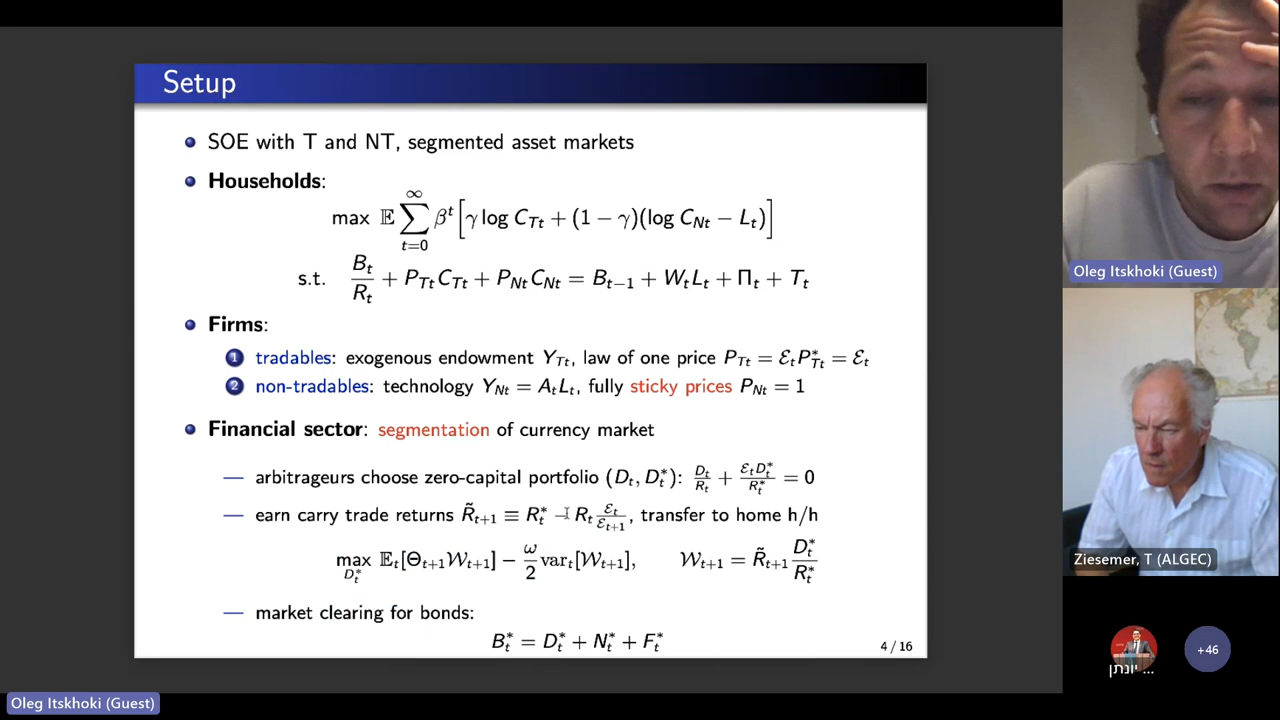 Setup
• SOE with T and NT, segmented asset markets
• Households:
max 𝔼 ∑_{t=0}^{∞} β^t [γ log C_{Tt} + (1 − γ)(log C_{Nt} − L_t)]
s.t. B_t/R_t + P_{Tt}C_{Tt} + P_{Nt}C_{Nt} = B_{t−1} + W_tL_t + Π_t + T_t
• Firms:
1 tradables: exogenous endowment Y_{Tt}, law of one price P_{Tt} = ℰ_tP*_{Tt} = ℰ_t
2 non-tradables: technology Y_{Nt} = A_tL_t, fully sticky prices P_{Nt} = 1
• Financial sector: segmentation of currency market
— arbitrageurs choose zero-capital portfolio (D_t, D*_t): D_t/R_t + ℰ_tD*_t/R*_t = 0
— earn carry trade returns R̃_{t+1} ≡ R*_t − R_t ℰ_t/ℰ_{t+1}, transfer to home h/h
max_{D*_t} 𝔼_t[Θ_{t+1}𝒲_{t+1}] − ω/2 var_t[𝒲_{t+1}], 𝒲_{t+1} = R̃_{t+1} D*_t/R*_t
— market clearing for bonds:
B*_t = D*_t + N*_t + F*_t
4 / 16
Oleg Itskhoki (Guest)
Ziesemer, T (ALGEC)
יונתן ...
+46
Oleg Itskhoki (Guest)